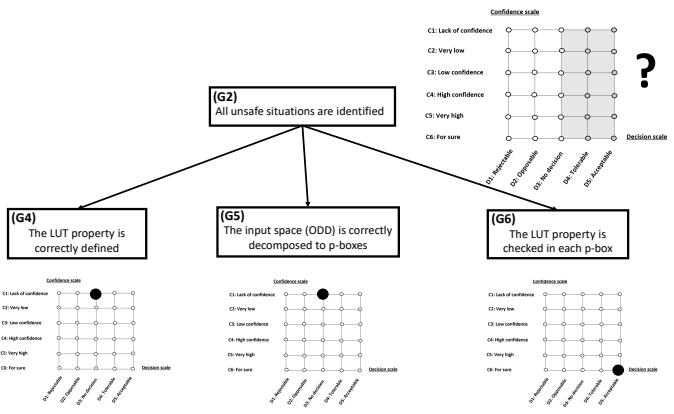 Confidence scale
C1: Lack of confidence
C2: Very low
C3: Low confidence
C4: High confidence
C5: Very high
C6: For sure
Decision scale
D1: Rejectable
D2: Opposable
D3: No decision
D4: Tolerable
D5: Acceptable
?
(G2)
All unsafe situations are identified
(G4)
The LUT property is
correctly defined
(G5)
The input space (ODD) is correctly
decomposed to p-boxes
(G6)
The LUT property is
checked in each p-box
Confidence scale
C1: Lack of confidence
C2: Very low
C3: Low confidence
C4: High confidence
C5: Very high
C6: For sure
Decision scale
D1: Rejectable
D2: Opposable
D3: No decision
D4: Tolerable
D5: Acceptable
Confidence scale
C1: Lack of confidence
C2: Very low
C3: Low confidence
C4: High confidence
C5: Very high
C6: For sure
Decision scale
D1: Rejectable
D2: Opposable
D3: No decision
D4: Tolerable
D5: Acceptable
Confidence scale
C1: Lack of confidence
C2: Very low
C3: Low confidence
C4: High confidence
C5: Very high
C6: For sure
Decision scale
D1: Rejectable
D2: Opposable
D3: No decision
D4: Tolerable
D5: Acceptable